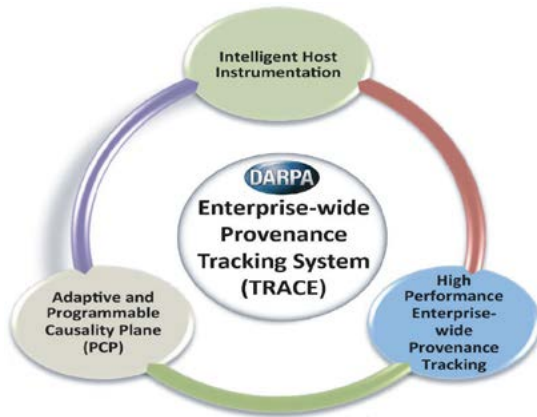 Intelligent Host
Instrumentation
DARPA
Enterprise-wide
Provenance
Tracking System
(TRACE)
Adaptive and
Programmable
Causality Plane
(PCP)
High
Performance
Enterprise-
wide
Provenance
Tracking